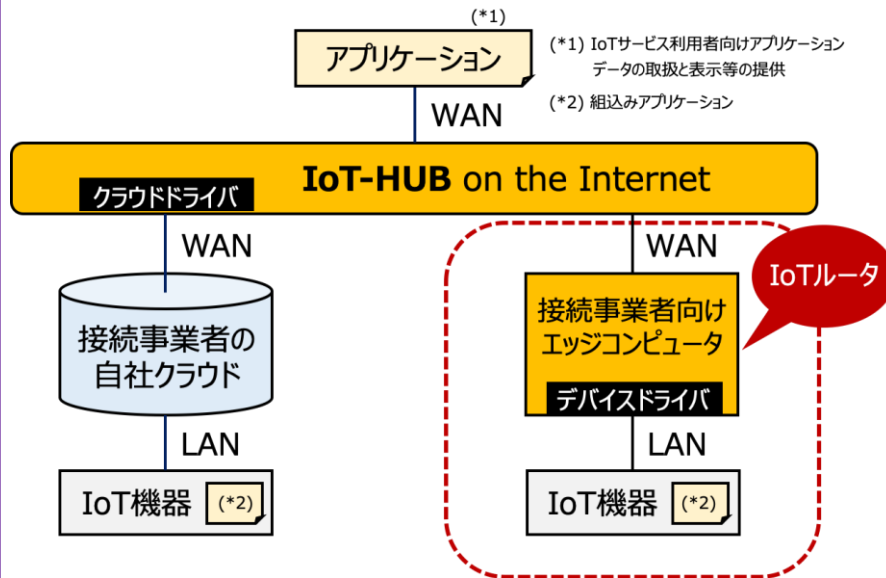 (*1)
アプリケーション
(*1) IoTサービス利用者向けアプリケーション
データの取扱と表示等の提供
(*2) 組込みアプリケーション
WAN
IoT-HUB on the Internet
クラウドドライバ
WAN
WAN
IoTルータ
接続事業者の
自社クラウド
接続事業者向け
エッジコンピュータ
デバイスドライバ
LAN
LAN
IoT機器 (*2)
IoT機器 (*2)